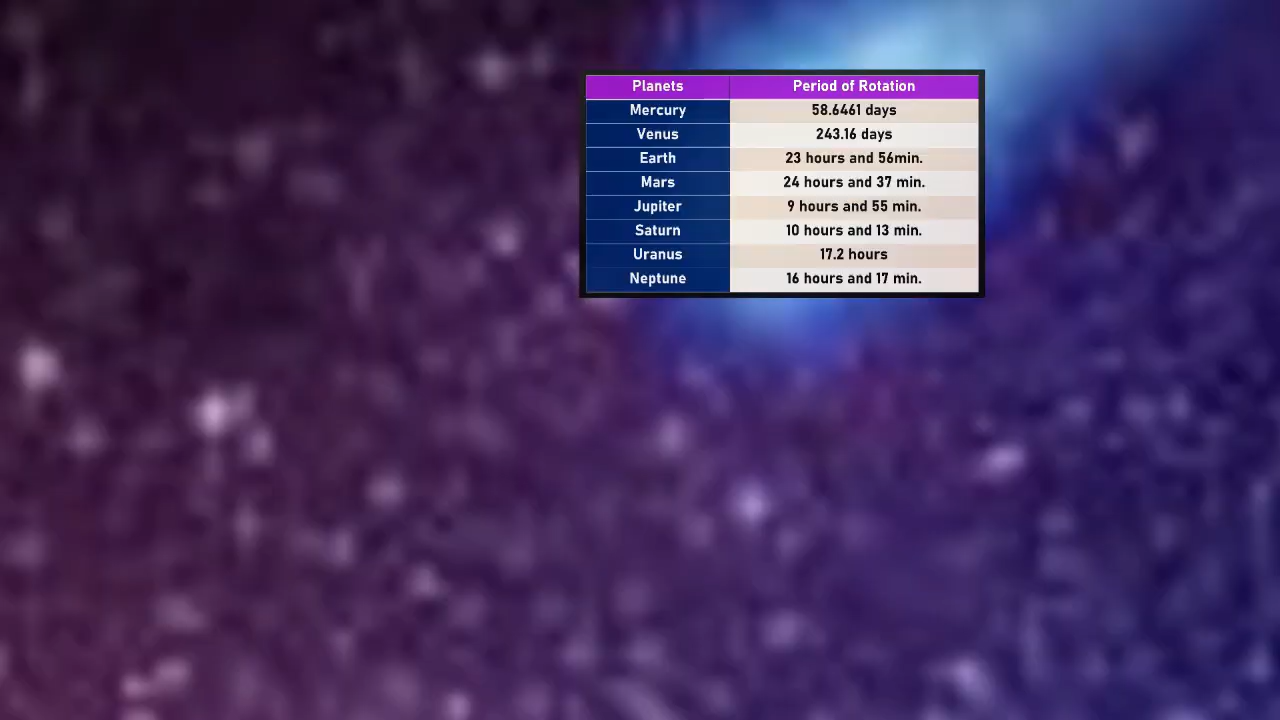 Planets Period of Rotation
Mercury 58.6461 days
Venus 243.16 days
Earth 23 hours and 56min.
Mars 24 hours and 37 min.
Jupiter 9 hours and 55 min.
Saturn 10 hours and 13 min.
Uranus 17.2 hours
Neptune 16 hours and 17 min.